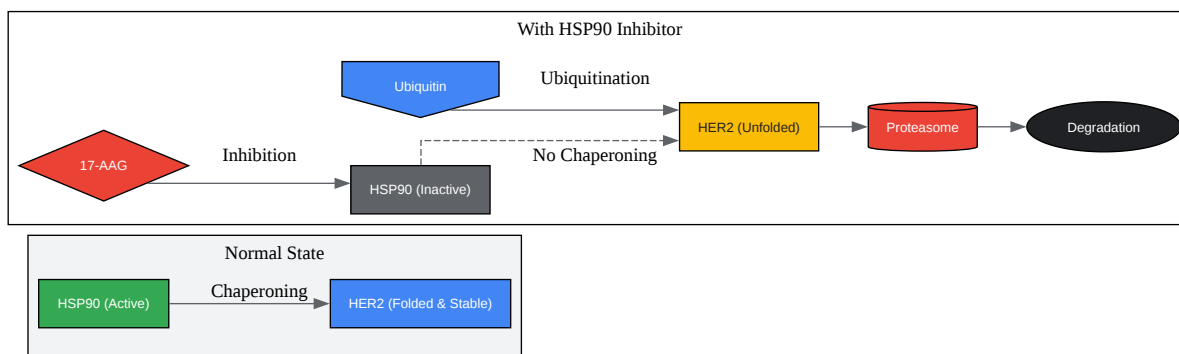 With HSP90 Inhibitor
Ubiquitin
Ubiquitination
HER2 (Unfolded)
Proteasome
Degradation
17-AAG
Inhibition
HSP90 (Inactive)
No Chaperoning
Normal State
HSP90 (Active)
Chaperoning
HER2 (Folded & Stable)